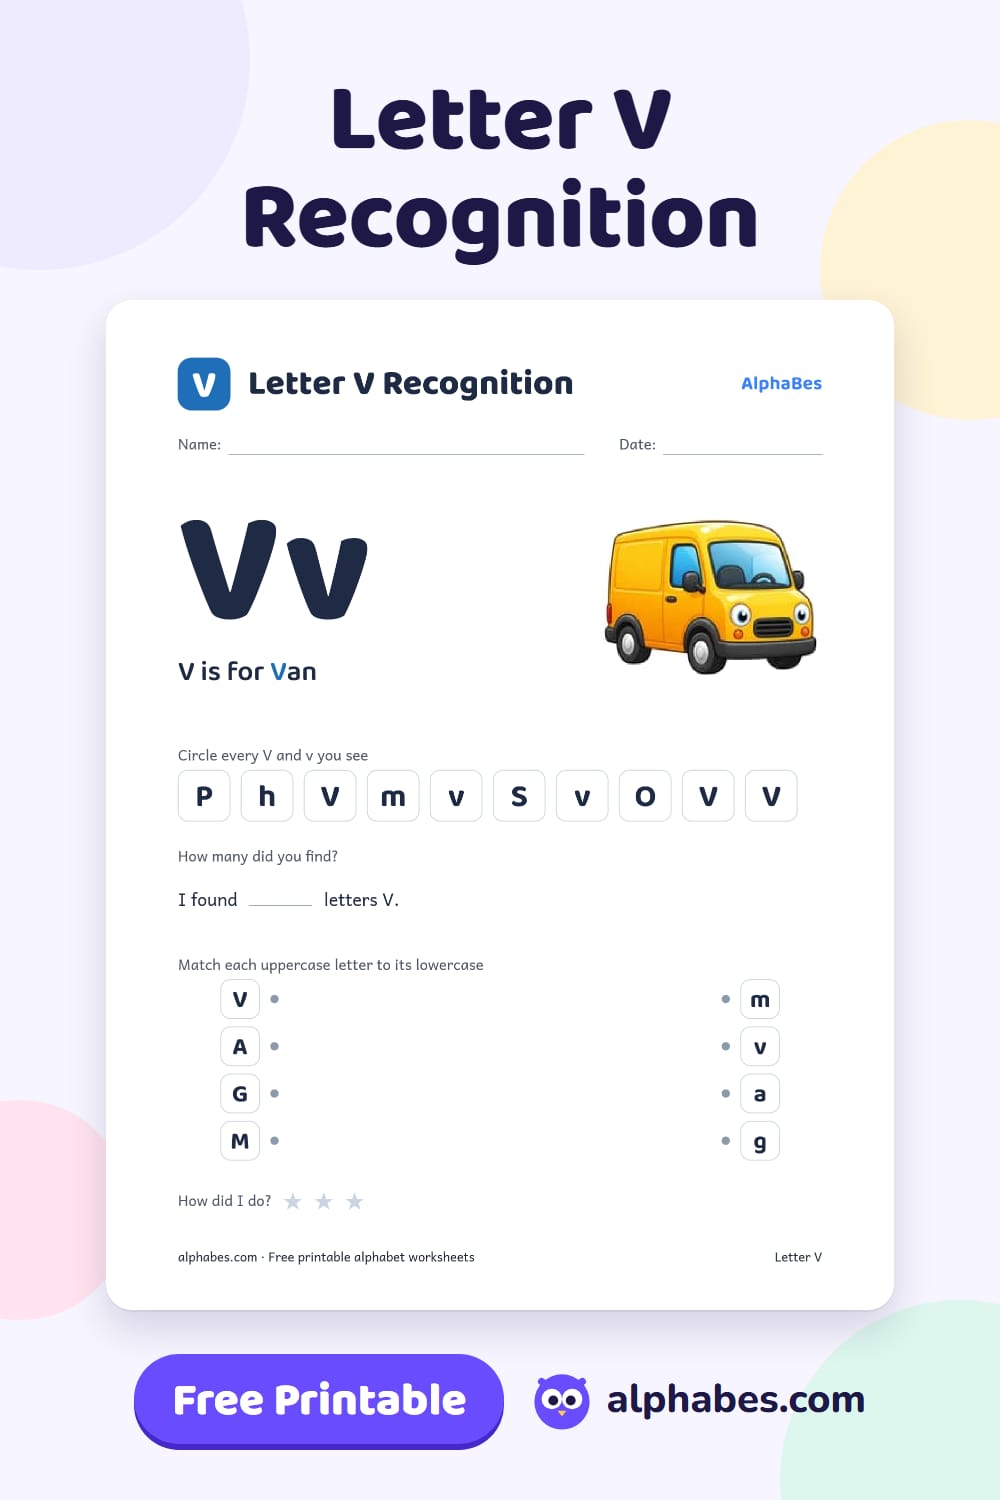 Letter V
Recognition
V Letter V Recognition AlphaBes
Name: Date:
Vv
V is for Van
Circle every V and v you see
P h V m v S v O V V
How many did you find?
I found letters V.
Match each uppercase letter to its lowercase
V m
A v
G a
M g
How did I do?
alphabes.com · Free printable alphabet worksheets Letter V
Free Printable alphabes.com